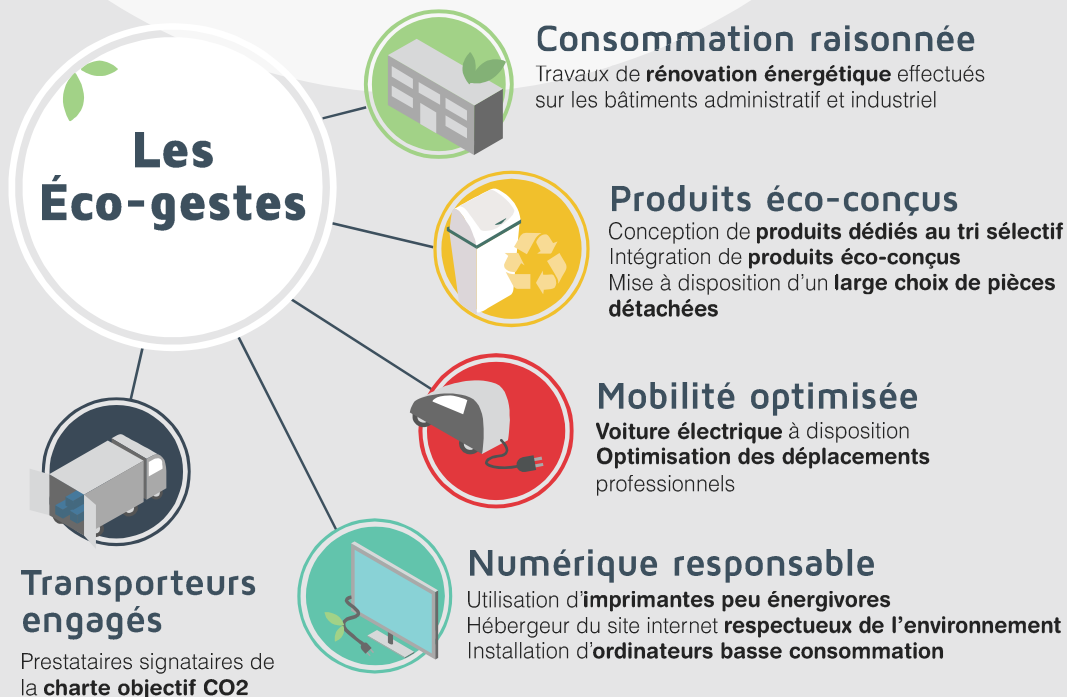 Les
Éco-gestes
Consommation raisonnée
Travaux de rénovation énergétique effectués
sur les bâtiments administratif et industriel
Produits éco-conçus
Conception de produits dédiés au tri sélectif
Intégration de produits éco-conçus
Mise à disposition d'un large choix de pièces
détachées
Mobilité optimisée
Voiture électrique à disposition
Optimisation des déplacements
professionnels
Numérique responsable
Utilisation d'imprimantes peu énergivores
Hébergeur du site internet respectueux de l'environnement
Installation d'ordinateurs basse consommation
Transporteurs
engagés
Prestataires signataires de
la charte objectif CO2